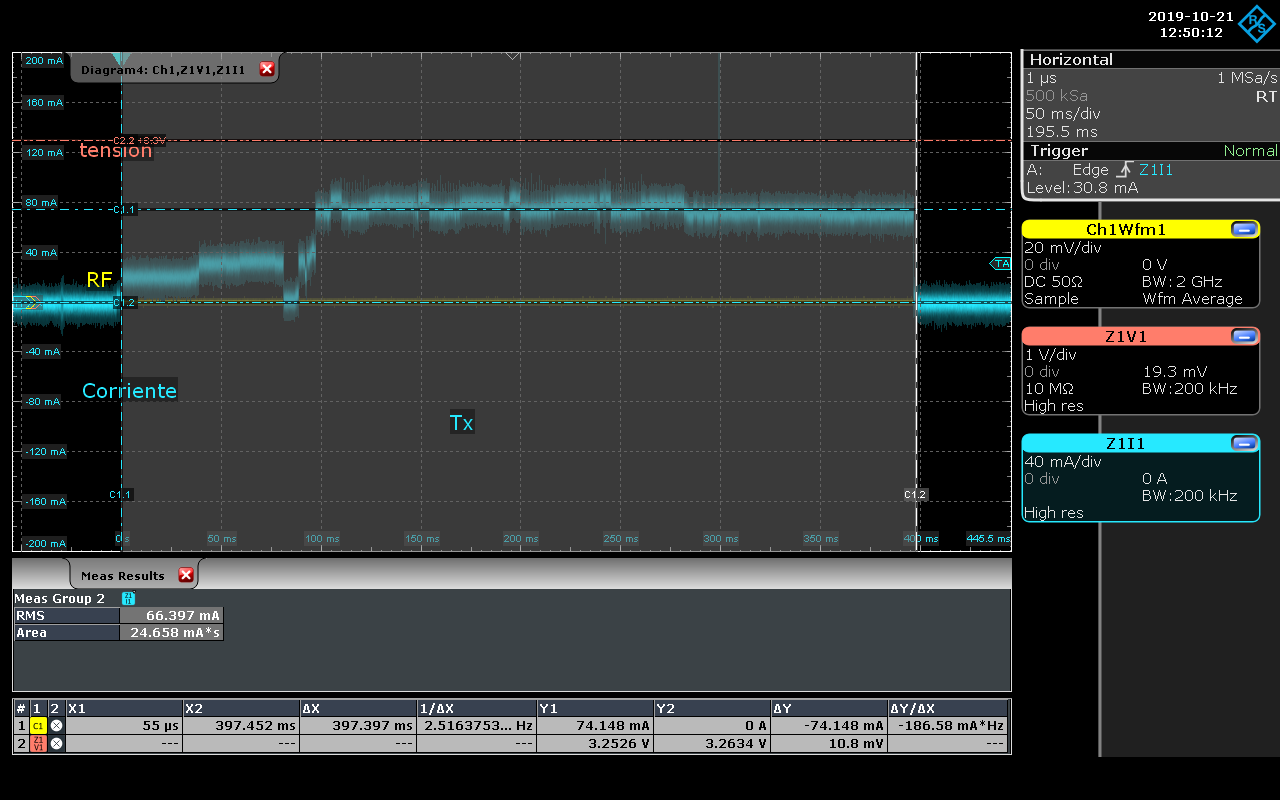 2019-10-21
12:50:12
R S
Diagram4: Ch1,Z1V1,Z1I1
200 mA
160 mA
120 mA
80 mA
40 mA
-40 mA
-80 mA
-120 mA
-160 mA
-200 mA
C2.2 +3.3V
tension
C1.1
RF
C1.2
TA
Corriente
Tx
C1.1
C1.2
0 s
50 ms
100 ms
150 ms
200 ms
250 ms
300 ms
350 ms
400 ms
445.5 ms
Horizontal
1 µs 1 MSa/s
500 kSa RT
50 ms/div
195.5 ms
Trigger Normal
A: Edge Z1I1
Level: 30.8 mA
Ch1Wfm1
20 mV/div
0 div 0 V
DC 50Ω BW: 2 GHz
Sample Wfm Average
Z1V1
1 V/div
0 div 19.3 mV
10 MΩ BW:200 kHz
High res
Z1I1
40 mA/div
0 div 0 A
BW:200 kHz
High res
Meas Results
Meas Group 2 Z1 I1
RMS 66.397 mA
Area 24.658 mA*s
# 1 2 X1 X2 ΔX 1/ΔX Y1 Y2 ΔY ΔY/ΔX
1 C1 55 µs 397.452 ms 397.397 ms 2.5163753... Hz 74.148 mA 0 A -74.148 mA -186.58 mA*Hz
2 Z1 V1 --- --- --- --- 3.2526 V 3.2634 V 10.8 mV ---